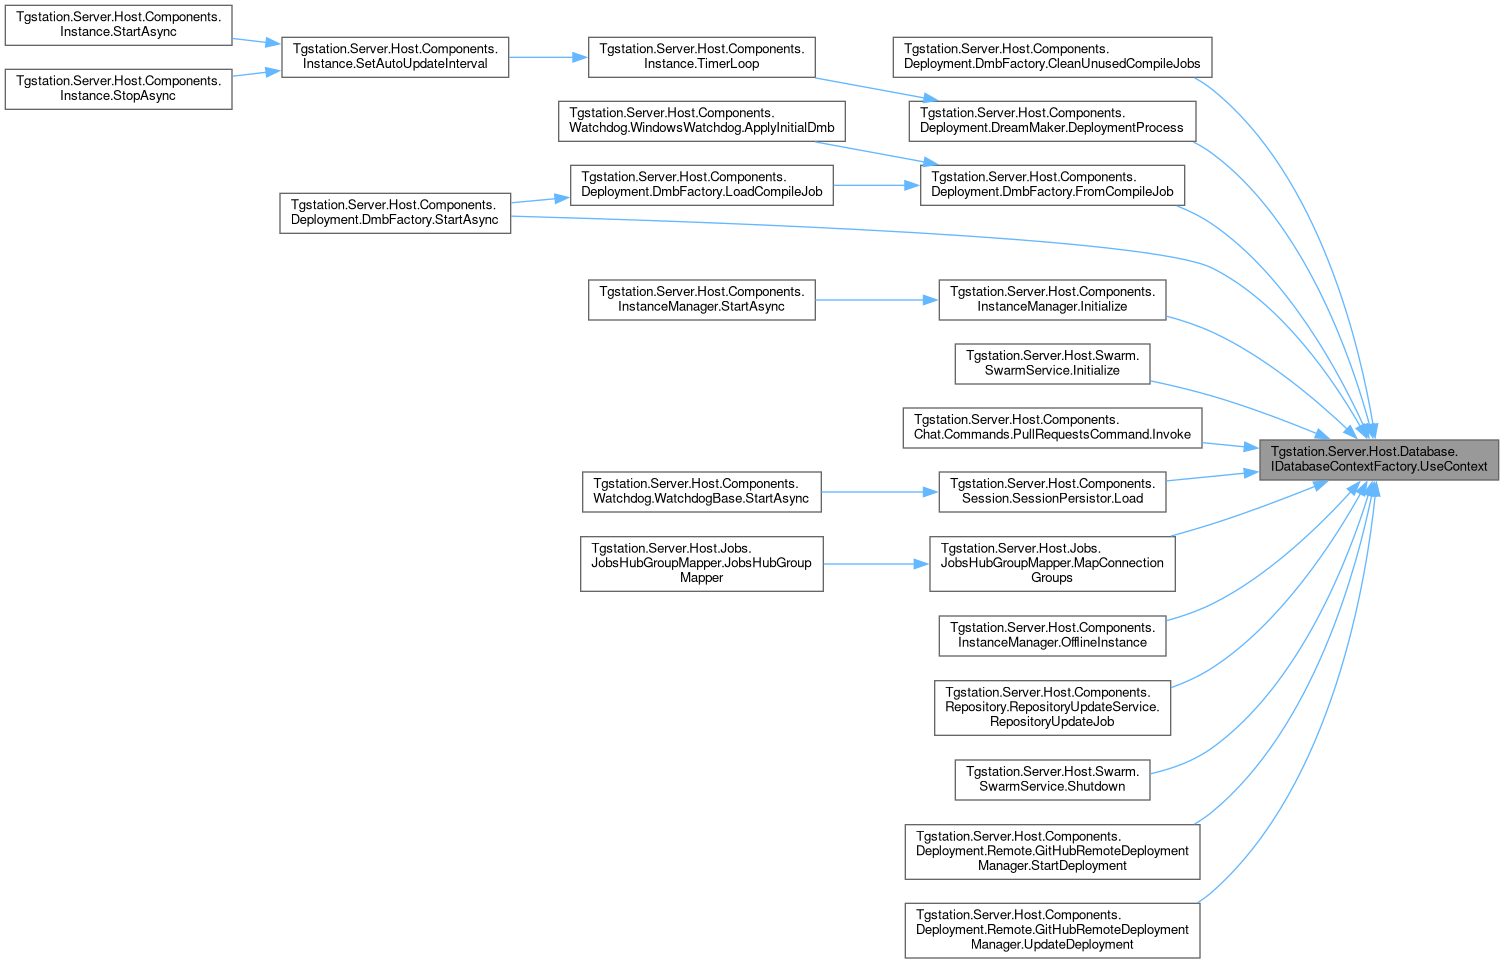 Tgstation.Server.Host.Components.
Instance.StartAsync
Tgstation.Server.Host.Components.
Instance.StopAsync
Tgstation.Server.Host.Components.
Instance.SetAutoUpdateInterval
Tgstation.Server.Host.Components.
Instance.TimerLoop
Tgstation.Server.Host.Components.
Deployment.DmbFactory.CleanUnusedCompileJobs
Tgstation.Server.Host.Components.
Watchdog.WindowsWatchdog.ApplyInitialDmb
Tgstation.Server.Host.Components.
Deployment.DreamMaker.DeploymentProcess
Tgstation.Server.Host.Components.
Deployment.DmbFactory.LoadCompileJob
Tgstation.Server.Host.Components.
Deployment.DmbFactory.FromCompileJob
Tgstation.Server.Host.Components.
Deployment.DmbFactory.StartAsync
Tgstation.Server.Host.Components.
InstanceManager.StartAsync
Tgstation.Server.Host.Components.
InstanceManager.Initialize
Tgstation.Server.Host.Swarm.
SwarmService.Initialize
Tgstation.Server.Host.Components.
Chat.Commands.PullRequestsCommand.Invoke
Tgstation.Server.Host.Database.
IDatabaseContextFactory.UseContext
Tgstation.Server.Host.Components.
Watchdog.WatchdogBase.StartAsync
Tgstation.Server.Host.Components.
Session.SessionPersistor.Load
Tgstation.Server.Host.Jobs.
JobsHubGroupMapper.JobsHubGroup
Mapper
Tgstation.Server.Host.Jobs.
JobsHubGroupMapper.MapConnection
Groups
Tgstation.Server.Host.Components.
InstanceManager.OfflineInstance
Tgstation.Server.Host.Components.
Repository.RepositoryUpdateService.
RepositoryUpdateJob
Tgstation.Server.Host.Swarm.
SwarmService.Shutdown
Tgstation.Server.Host.Components.
Deployment.Remote.GitHubRemoteDeployment
Manager.StartDeployment
Tgstation.Server.Host.Components.
Deployment.Remote.GitHubRemoteDeployment
Manager.UpdateDeployment